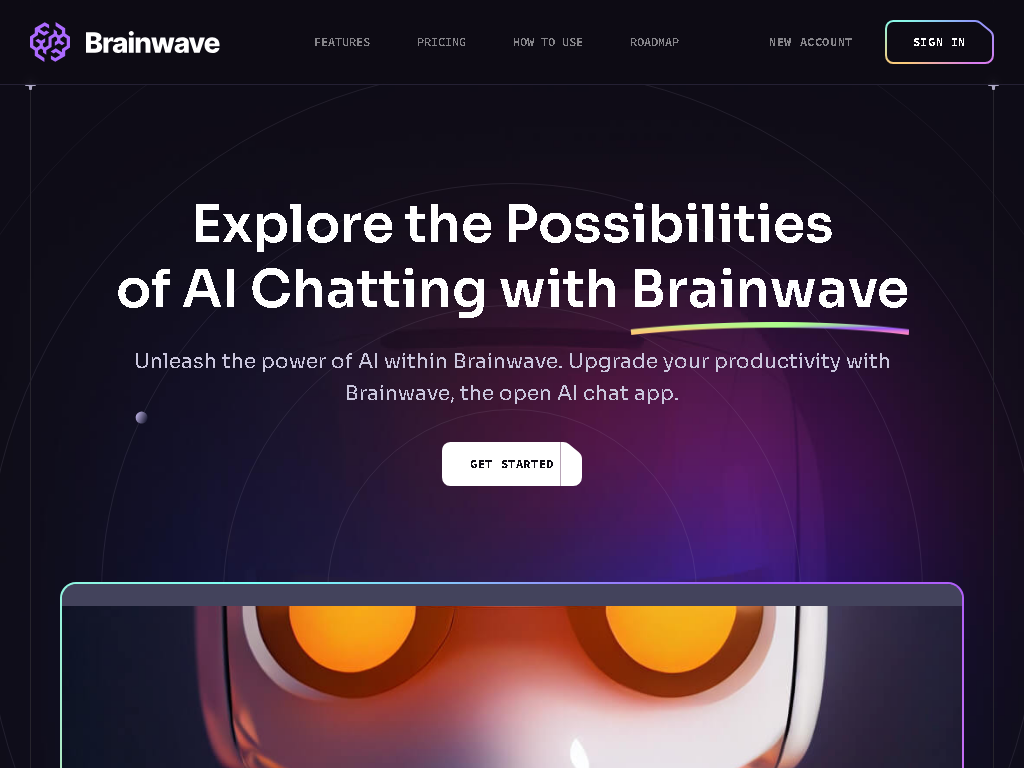 Brainwave
FEATURES
PRICING
HOW TO USE
ROADMAP
NEW ACCOUNT
SIGN IN
Explore the Possibilities
of AI Chatting with Brainwave
Unleash the power of AI within Brainwave. Upgrade your productivity with
Brainwave, the open AI chat app.
GET STARTED